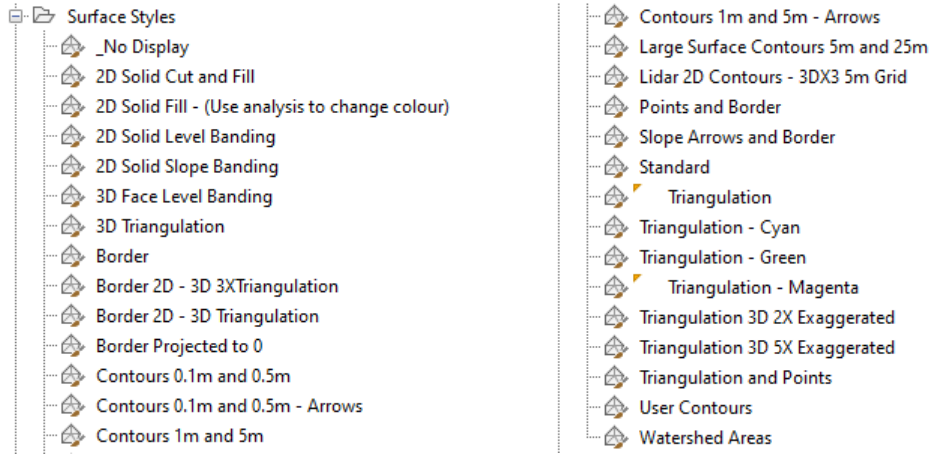 Surface Styles
_No Display
2D Solid Cut and Fill
2D Solid Fill - (Use analysis to change colour)
2D Solid Level Banding
2D Solid Slope Banding
3D Face Level Banding
3D Triangulation
Border
Border 2D - 3D 3XTriangulation
Border 2D - 3D Triangulation
Border Projected to 0
Contours 0.1m and 0.5m
Contours 0.1m and 0.5m - Arrows
Contours 1m and 5m
Contours 1m and 5m - Arrows
Large Surface Contours 5m and 25m
Lidar 2D Contours - 3DX3 5m Grid
Points and Border
Slope Arrows and Border
Standard
Triangulation
Triangulation - Cyan
Triangulation - Green
Triangulation - Magenta
Triangulation 3D 2X Exaggerated
Triangulation 3D 5X Exaggerated
Triangulation and Points
User Contours
Watershed Areas